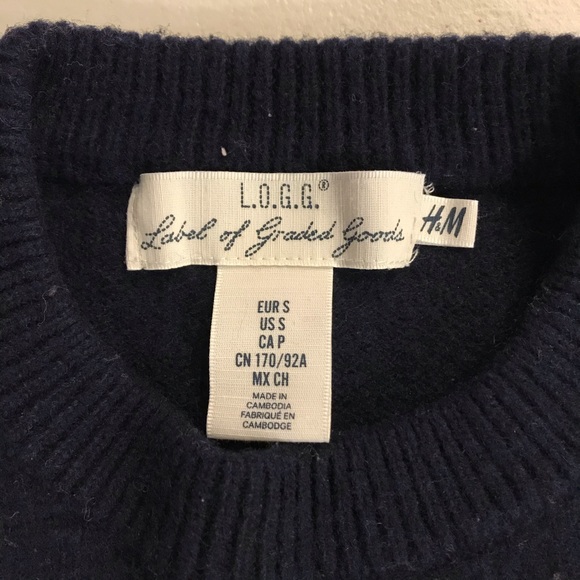 L.O.G.G.®
Label of Graded Goods
H&M
EUR S
US S
CA P
CN 170/92A
MX CH
MADE IN
CAMBODIA
FABRIQUÉ EN
CAMBODGE